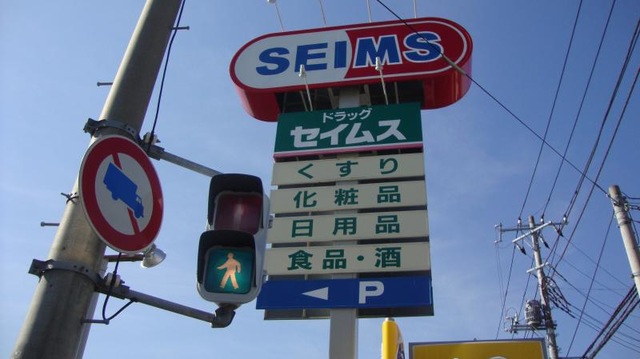 SEIMS
ドラッグ
セイムス
くすり
化粧品
日用品
食品・酒
P